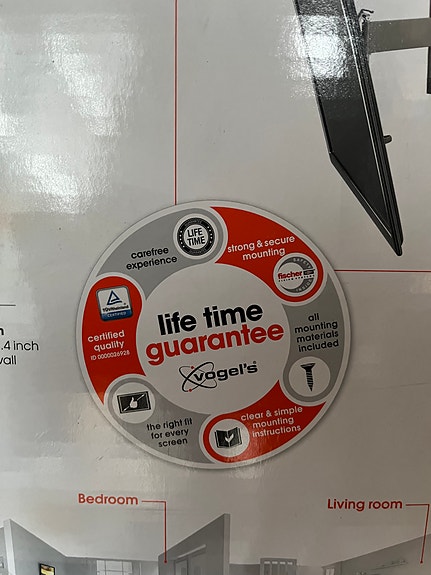 LIFE
TIME
carefree
experience
strong & secure
mounting
fischer
certified
quality
ID 0000026928
life time
guarantee
vogel's®
all
mounting
materials
included
the right fit
for every
screen
clear & simple
mounting
instructions
.4 inch
wall
Bedroom
Living room